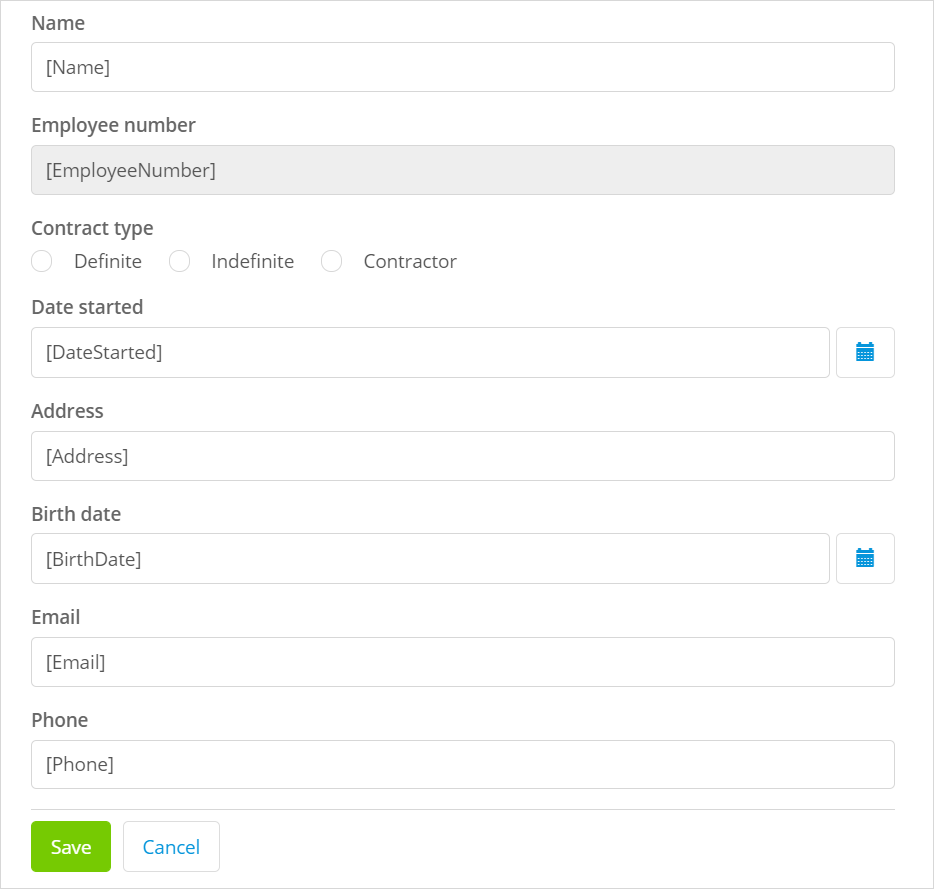 Name
[Name]
Employee number
[EmployeeNumber]
Contract type
Definite Indefinite Contractor
Date started
[DateStarted]
Address
[Address]
Birth date
[BirthDate]
Email
[Email]
Phone
[Phone]
Save Cancel